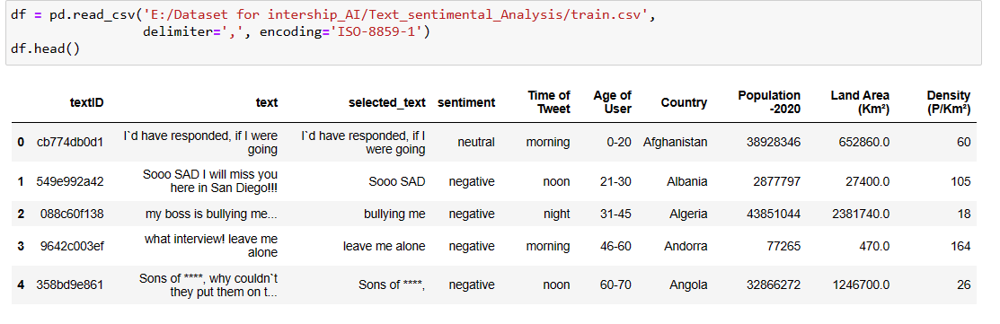 df = pd.read_csv('E:/Dataset for intership_AI/Text_sentimental_Analysis/train.csv',
delimiter=',', encoding='ISO-8859-1')
df.head()
textID text selected_text sentiment Time of Tweet Age of User Country Population -2020 Land Area (Km²) Density (P/Km²)
0 cb774db0d1 I`d have responded, if I were going I`d have responded, if I were going neutral morning 0-20 Afghanistan 38928346 652860.0 60
1 549e992a42 Sooo SAD I will miss you here in San Diego!!! Sooo SAD negative noon 21-30 Albania 2877797 27400.0 105
2 088c60f138 my boss is bullying me... bullying me negative night 31-45 Algeria 43851044 2381740.0 18
3 9642c003ef what interview! leave me alone leave me alone negative morning 46-60 Andorra 77265 470.0 164
4 358bd9e861 Sons of ****, why couldn`t they put them on t... Sons of ****, negative noon 60-70 Angola 32866272 1246700.0 26